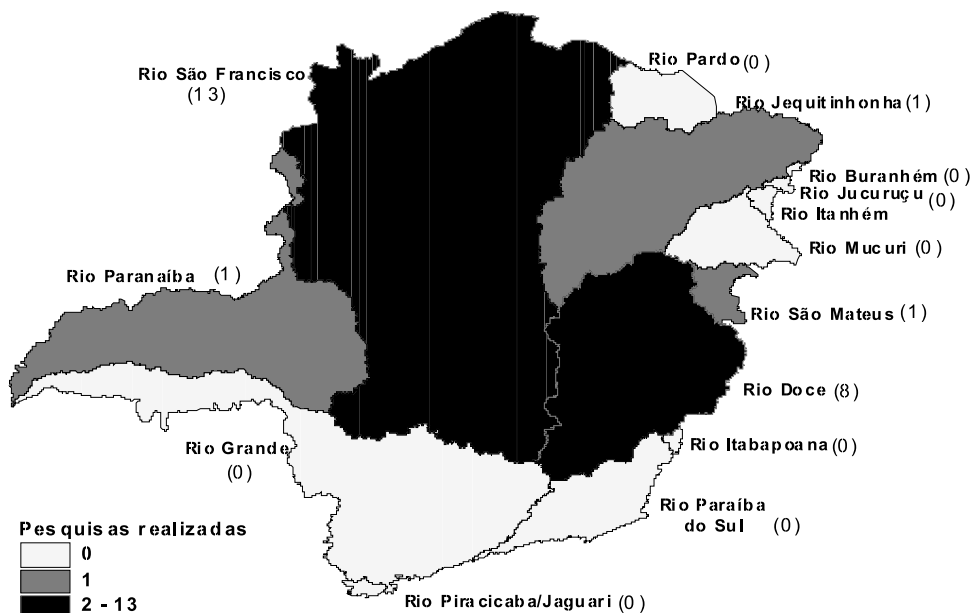 Rio São Francisco
(13)
Rio Pardo (0)
Rio Jequitinhonha (1)
Rio Buranhém (0)
Rio Jucuruçu (0)
Rio Itanhém
Rio Mucuri (0)
Rio Paranaíba (1)
Rio São Mateus (1)
Rio Doce (8)
Rio Grande
(0)
Rio Itabapoana (0)
Rio Paraíba
do Sul (0)
Pesquisas realizadas
0
1
2 - 13
Rio Piracicaba/Jaguari (0)